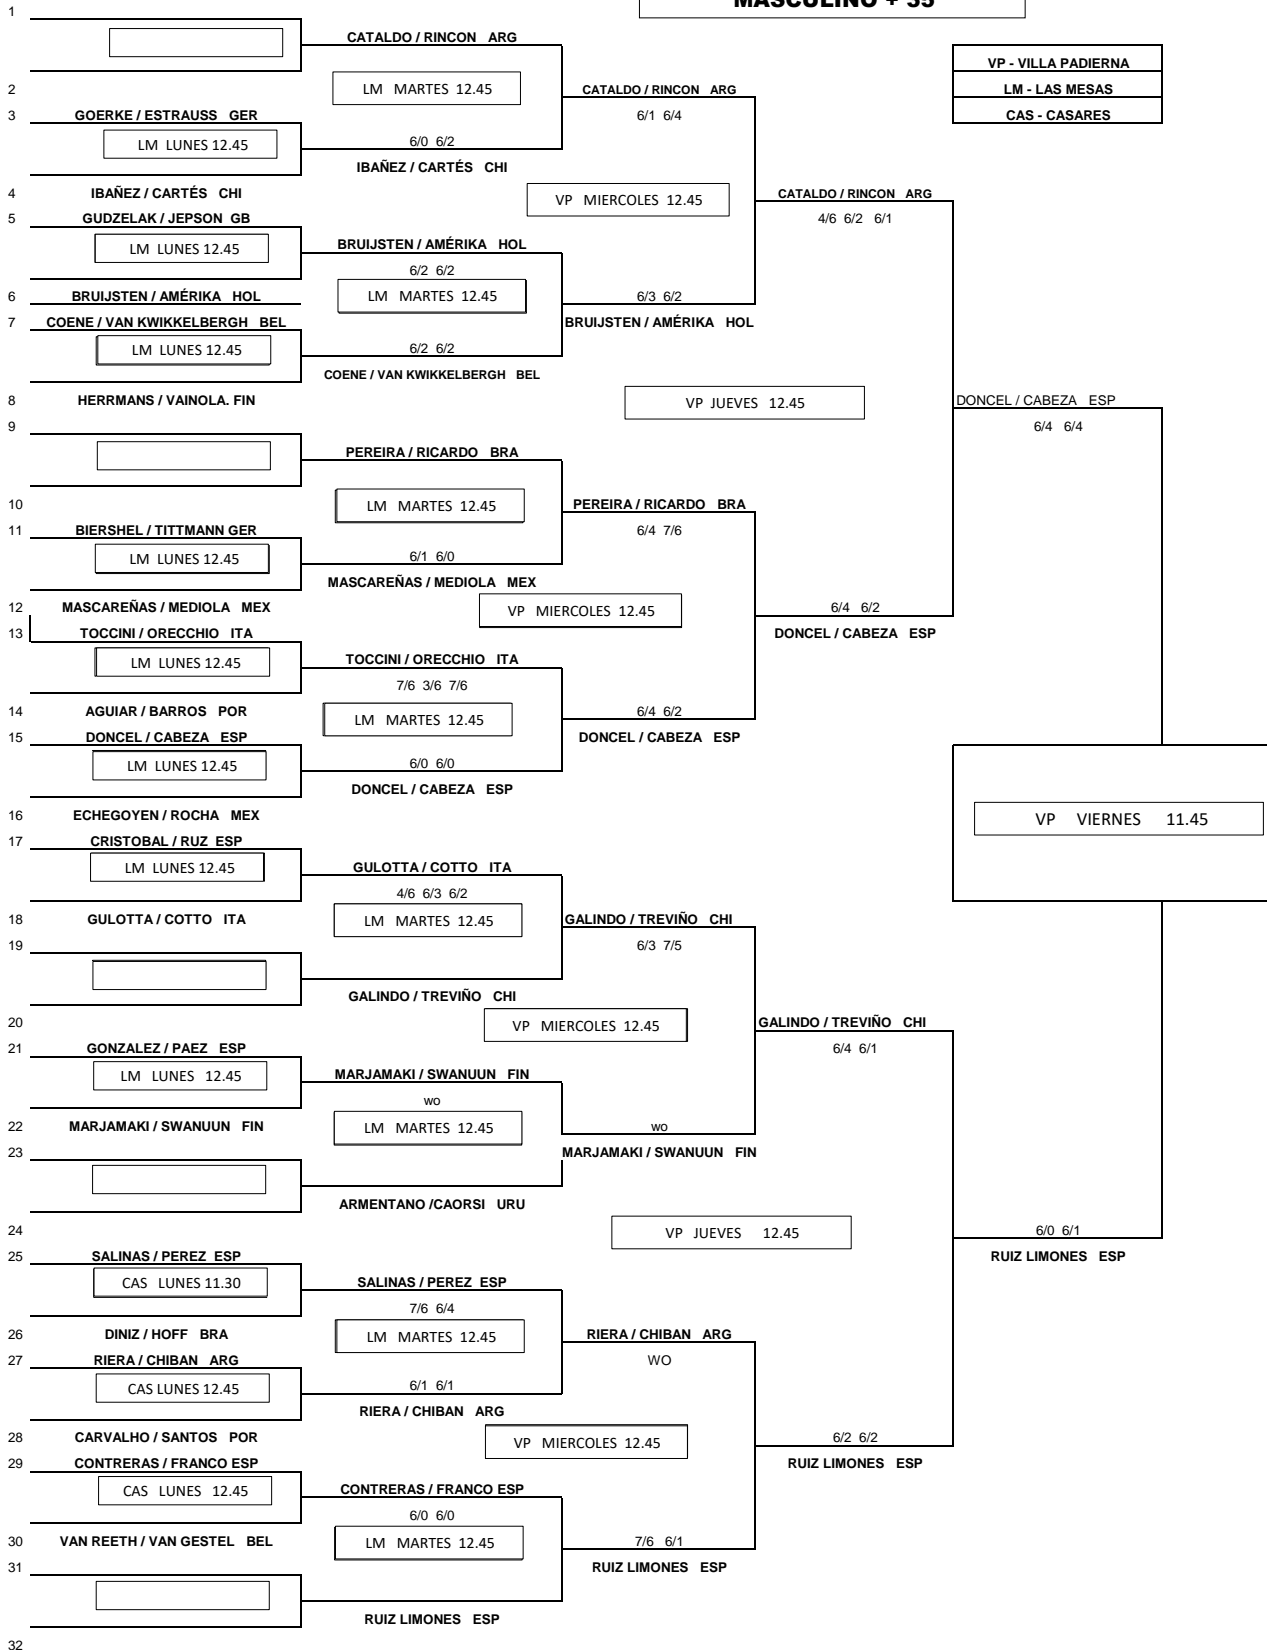 MASCULINO + 35
1
CATALDO / RINCON ARG
VP - VILLA PADIERNA
2
LM MARTES 12.45
CATALDO / RINCON ARG
LM - LAS MESAS
3
GOERKE / ESTRAUSS GER
6/1 6/4
CAS - CASARES
LM LUNES 12.45
6/0 6/2
IBAÑEZ / CARTÉS CHI
4
IBAÑEZ / CARTÉS CHI
VP MIERCOLES 12.45
CATALDO / RINCON ARG
5
GUDZELAK / JEPSON GB
4/6 6/2 6/1
LM LUNES 12.45
BRUIJSTEN / AMÉRIKA HOL
6/2 6/2
6
BRUIJSTEN / AMÉRIKA HOL
LM MARTES 12.45
6/3 6/2
7
COENE / VAN KWIKKELBERGH BEL
BRUIJSTEN / AMÉRIKA HOL
LM LUNES 12.45
6/2 6/2
COENE / VAN KWIKKELBERGH BEL
8
HERRMANS / VAINOLA. FIN
VP JUEVES 12.45
DONCEL / CABEZA ESP
9
6/4 6/4
PEREIRA / RICARDO BRA
10
LM MARTES 12.45
PEREIRA / RICARDO BRA
11
BIERSHEL / TITTMANN GER
6/4 7/6
LM LUNES 12.45
6/1 6/0
MASCAREÑAS / MEDIOLA MEX
12
MASCAREÑAS / MEDIOLA MEX
VP MIERCOLES 12.45
6/4 6/2
13
TOCCINI / ORECCHIO ITA
DONCEL / CABEZA ESP
LM LUNES 12.45
TOCCINI / ORECCHIO ITA
7/6 3/6 7/6
14
AGUIAR / BARROS POR
LM MARTES 12.45
6/4 6/2
15
DONCEL / CABEZA ESP
DONCEL / CABEZA ESP
LM LUNES 12.45
6/0 6/0
DONCEL / CABEZA ESP
16
ECHEGOYEN / ROCHA MEX
VP VIERNES 11.45
17
CRISTOBAL / RUZ ESP
LM LUNES 12.45
GULOTTA / COTTO ITA
4/6 6/3 6/2
18
GULOTTA / COTTO ITA
LM MARTES 12.45
GALINDO / TREVIÑO CHI
19
6/3 7/5
GALINDO / TREVIÑO CHI
20
VP MIERCOLES 12.45
GALINDO / TREVIÑO CHI
21
GONZALEZ / PAEZ ESP
6/4 6/1
LM LUNES 12.45
MARJAMAKI / SWANUUN FIN
wo
22
MARJAMAKI / SWANUUN FIN
LM MARTES 12.45
wo
23
MARJAMAKI / SWANUUN FIN
ARMENTANO /CAORSI URU
24
VP JUEVES 12.45
6/0 6/1
25
SALINAS / PEREZ ESP
RUIZ LIMONES ESP
CAS LUNES 11.30
SALINAS / PEREZ ESP
7/6 6/4
26
DINIZ / HOFF BRA
LM MARTES 12.45
RIERA / CHIBAN ARG
27
RIERA / CHIBAN ARG
WO
CAS LUNES 12.45
6/1 6/1
RIERA / CHIBAN ARG
28
CARVALHO / SANTOS POR
VP MIERCOLES 12.45
6/2 6/2
29
CONTRERAS / FRANCO ESP
RUIZ LIMONES ESP
CAS LUNES 12.45
CONTRERAS / FRANCO ESP
6/0 6/0
30
VAN REETH / VAN GESTEL BEL
LM MARTES 12.45
7/6 6/1
31
RUIZ LIMONES ESP
RUIZ LIMONES ESP
32